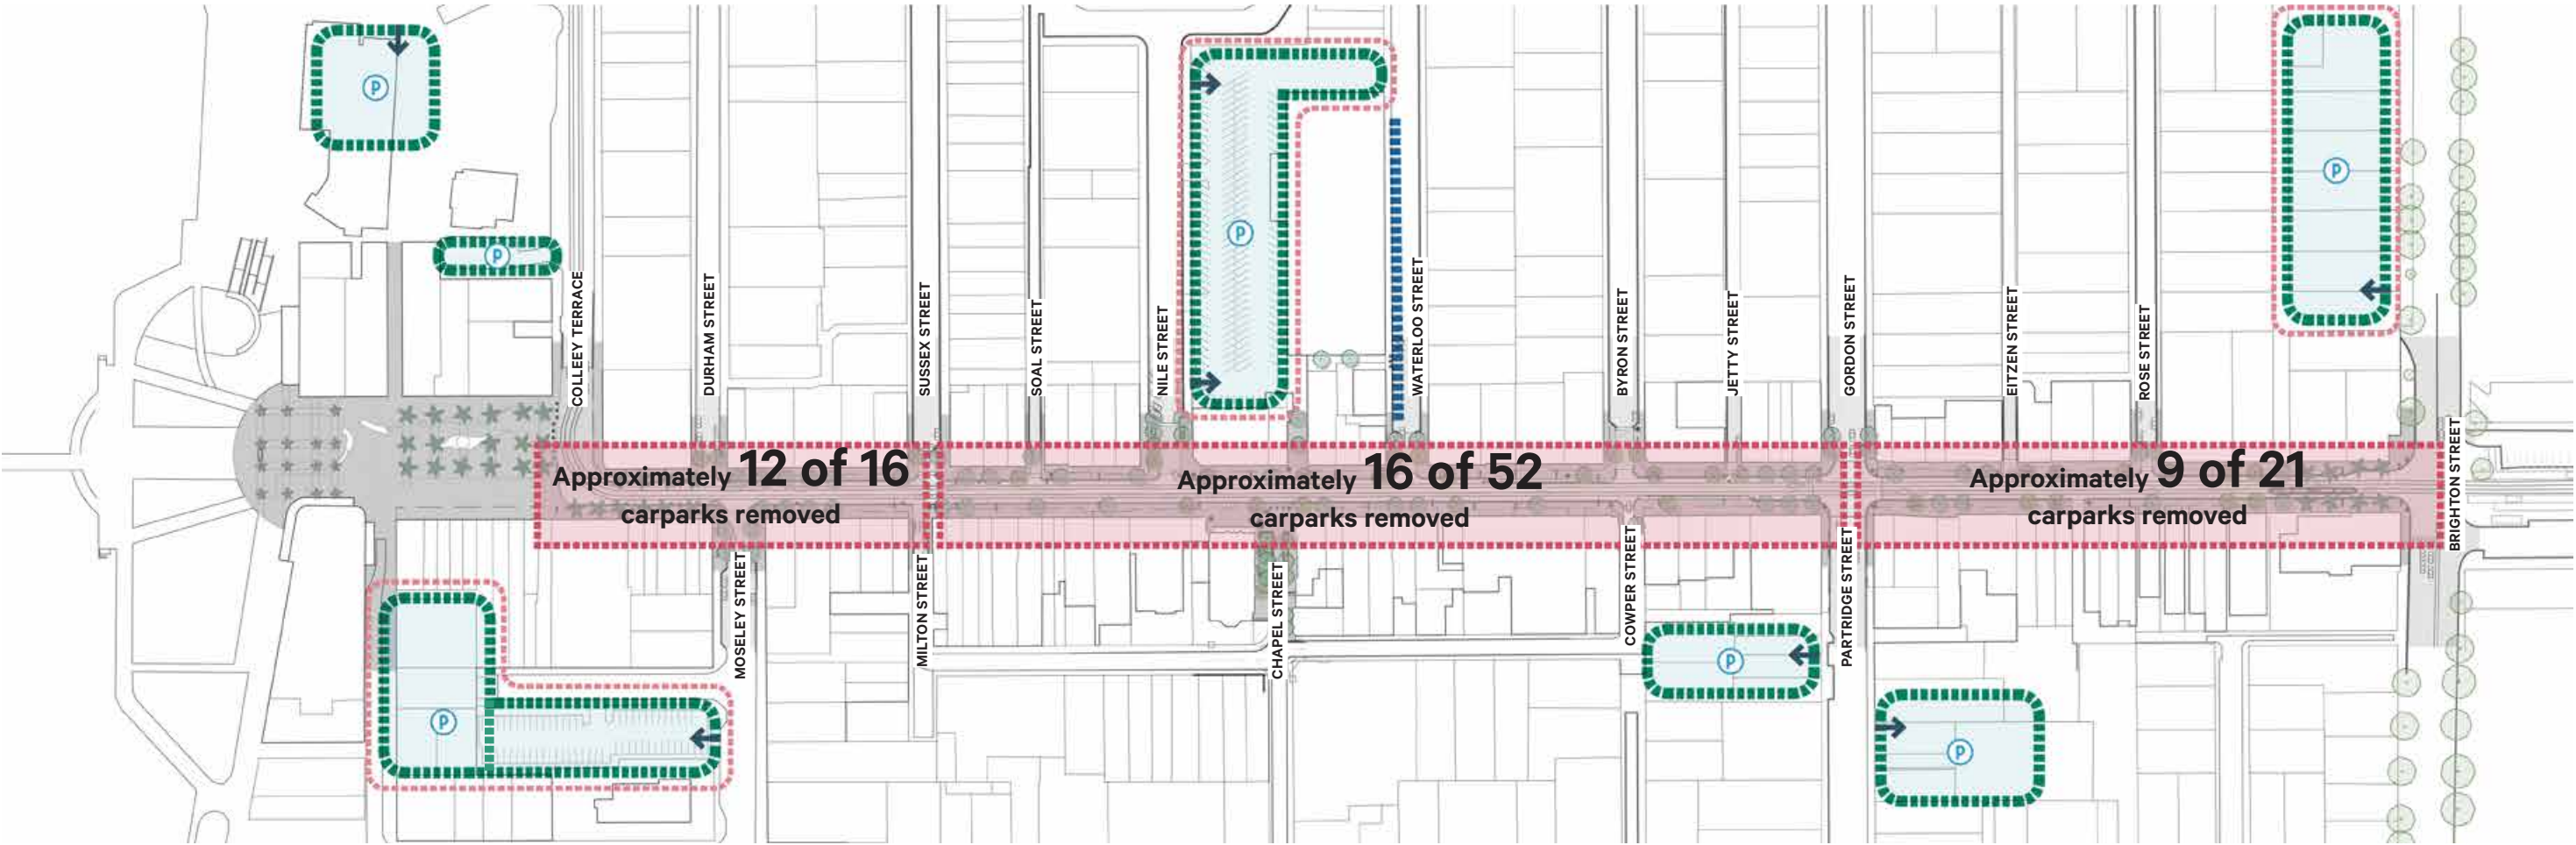 P
P
P
P
COLLEY TERRACE
DURHAM STREET
SUSSEX STREET
SOAL STREET
NILE STREET
WATERLOO STREET
BYRON STREET
JETTY STREET
GORDON STREET
EITZEN STREET
ROSE STREET
BRIGHTON STREET
Approximately 12 of 16
carparks removed
Approximately 16 of 52
carparks removed
Approximately 9 of 21
carparks removed
MOSELEY STREET
MILTON STREET
CHAPEL STREET
COWPER STREET
PARTRIDGE STREET
P
P
P